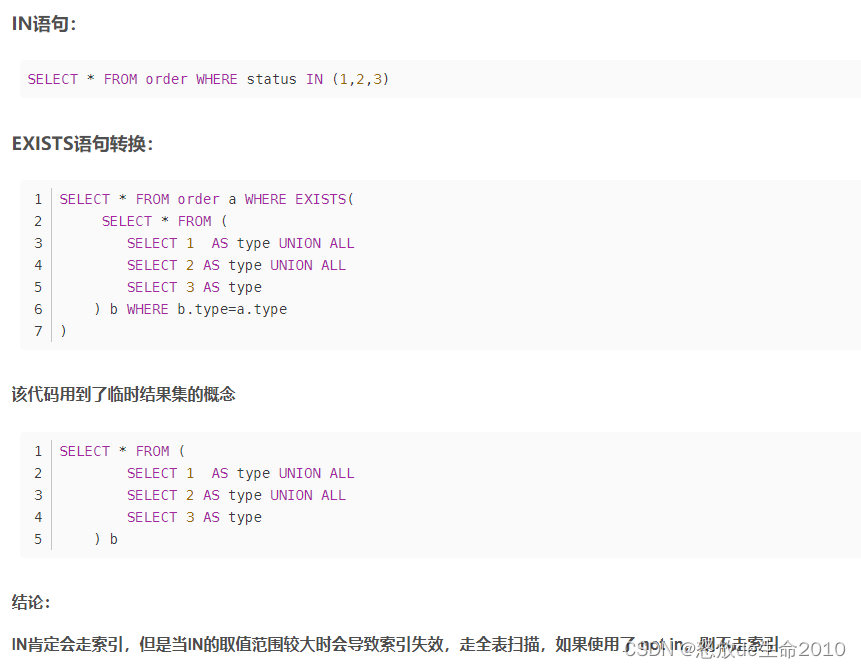 IN语句：
SELECT * FROM order WHERE status IN (1,2,3)
EXISTS语句转换：
1 SELECT * FROM order a WHERE EXISTS(
2 SELECT * FROM (
3 SELECT 1  AS type UNION ALL
4 SELECT 2 AS type UNION ALL
5 SELECT 3 AS type
6 ) b WHERE b.type=a.type
7 )
该代码用到了临时结果集的概念
1 SELECT * FROM (
2 SELECT 1  AS type UNION ALL
3 SELECT 2 AS type UNION ALL
4 SELECT 3 AS type
5 ) b
结论：
IN肯定会走索引，但是当IN的取值范围较大时会导致索引失效，走全表扫描，如果使用了 not in，则不走索引
CSDN @怒放de生命2010